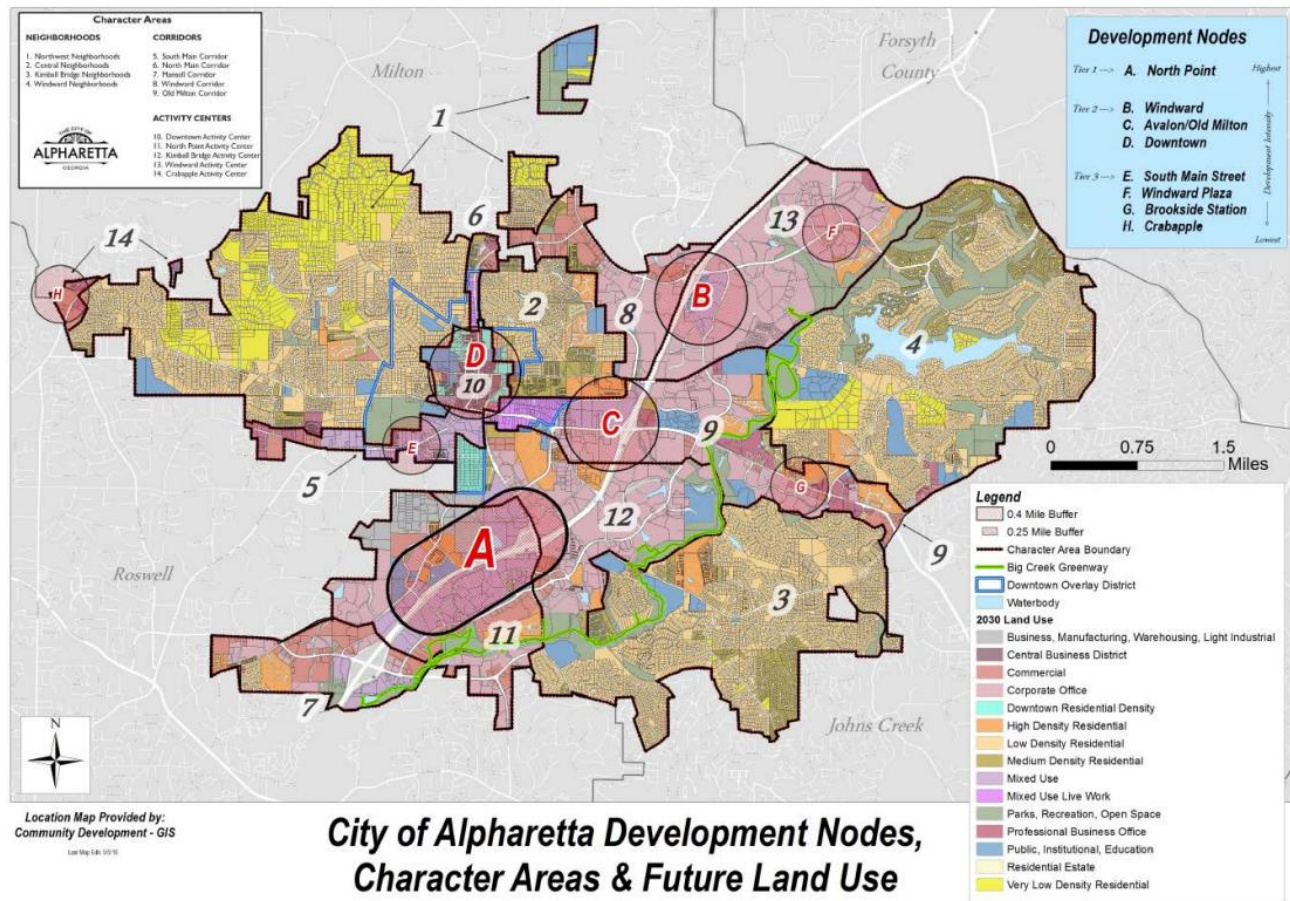 Character Areas
NEIGHBORHOODS
1. Northwest Neighborhoods
2. Central Neighborhoods
3. Kimball Bridge Neighborhoods
4. Windward Neighborhoods
CORRIDORS
5. South Main Corridor
6. North Main Corridor
7. Mansell Corridor
8. Windward Corridor
9. Old Milton Corridor
ACTIVITY CENTERS
10. Downtown Activity Center
11. North Point Activity Center
12. Kimball Bridge Activity Center
13. Windward Activity Center
14. Crabapple Activity Center
THE CITY OF
ALPHARETTA
GEORGIA
Milton
Forsyth
County
Development Nodes
Tier 1 --> A. North Point
Tier 2 --> B. Windward
C. Avalon/Old Milton
D. Downtown
Tier 3 --> E. South Main Street
F. Windward Plaza
G. Brookside Station
H. Crabapple
Highest
Development Intensity
Lowest
1
6
14
13
F
H
2
B
8
4
D
10
C
9
E
5
G
12
A
9
Roswell
3
11
7
Johns Creek
0 0.75 1.5
Miles
N
Legend
0.4 Mile Buffer
0.25 Mile Buffer
Character Area Boundary
Big Creek Greenway
Downtown Overlay District
Waterbody
2030 Land Use
Business, Manufacturing, Warehousing, Light Industrial
Central Business District
Commercial
Corporate Office
Downtown Residential Density
High Density Residential
Low Density Residential
Medium Density Residential
Mixed Use
Mixed Use Live Work
Parks, Recreation, Open Space
Professional Business Office
Public, Institutional, Education
Residential Estate
Very Low Density Residential
Location Map Provided by:
Community Development - GIS
City of Alpharetta Development Nodes,
Character Areas & Future Land Use